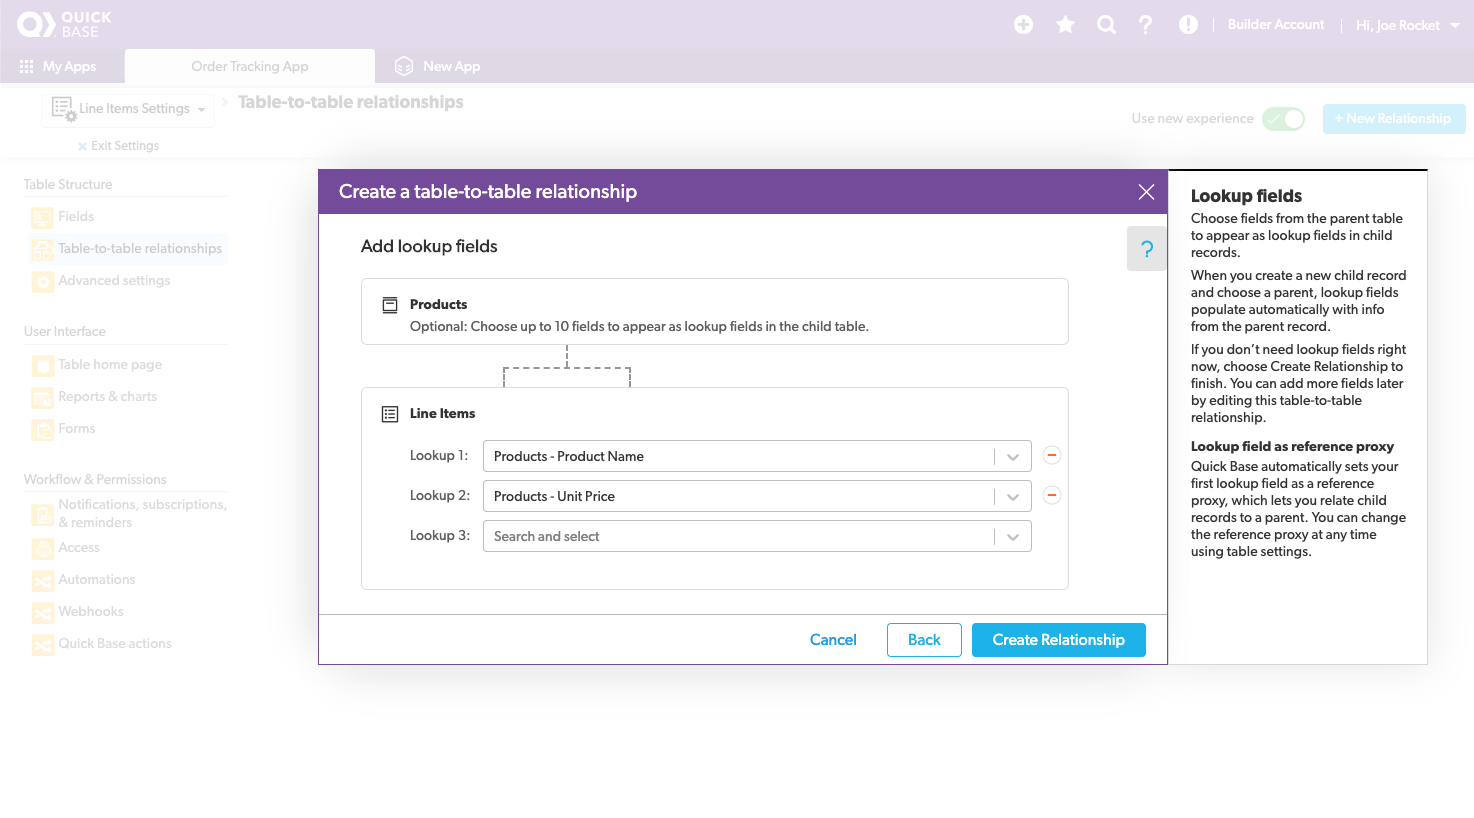 QUICK
BASE
Builder Account
Hi, Joe Rocket
My Apps
Order Tracking App
New App
Line Items Settings
Table-to-table relationships
Use new experience
+ New Relationship
× Exit Settings
Table Structure
Fields
Table-to-table relationships
Advanced settings
User Interface
Table home page
Reports & charts
Forms
Workflow & Permissions
Notifications, subscriptions,
& reminders
Access
Automations
Webhooks
Quick Base actions
Create a table-to-table relationship
Add lookup fields
?
Products
Optional: Choose up to 10 fields to appear as lookup fields in the child table.
Line Items
Lookup 1: Products - Product Name
Lookup 2: Products - Unit Price
Lookup 3: Search and select
Cancel
Back
Create Relationship
Lookup fields
Choose fields from the parent table
to appear as lookup fields in child
records.
When you create a new child record
and choose a parent, lookup fields
populate automatically with info
from the parent record.
If you don't need lookup fields right
now, choose Create Relationship to
finish. You can add more fields later
by editing this table-to-table
relationship.
Lookup field as reference proxy
Quick Base automatically sets your
first lookup field as a reference
proxy, which lets you relate child
records to a parent. You can change
the reference proxy at any time
using table settings.